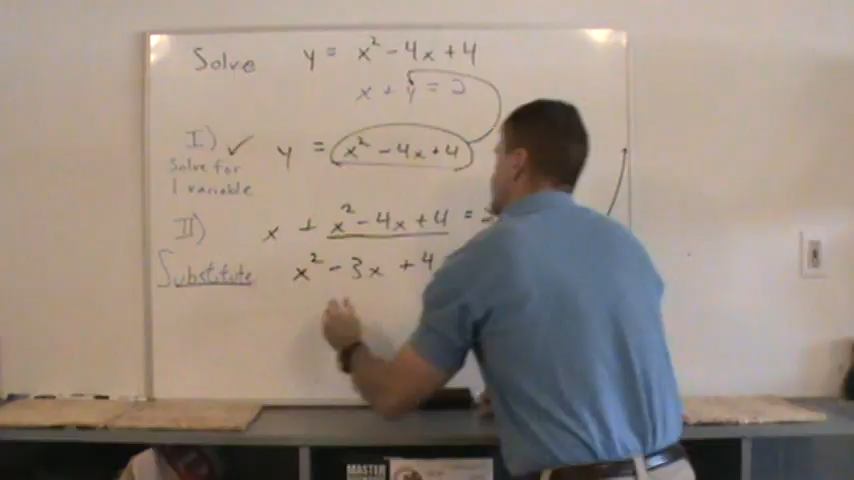 Solve y = x² - 4x + 4
x + y = 2
I) ✓ y = x² - 4x + 4
Solve for
1 variable
II) x + x² - 4x + 4 = 2
Substitute x² - 3x + 4
MASTER